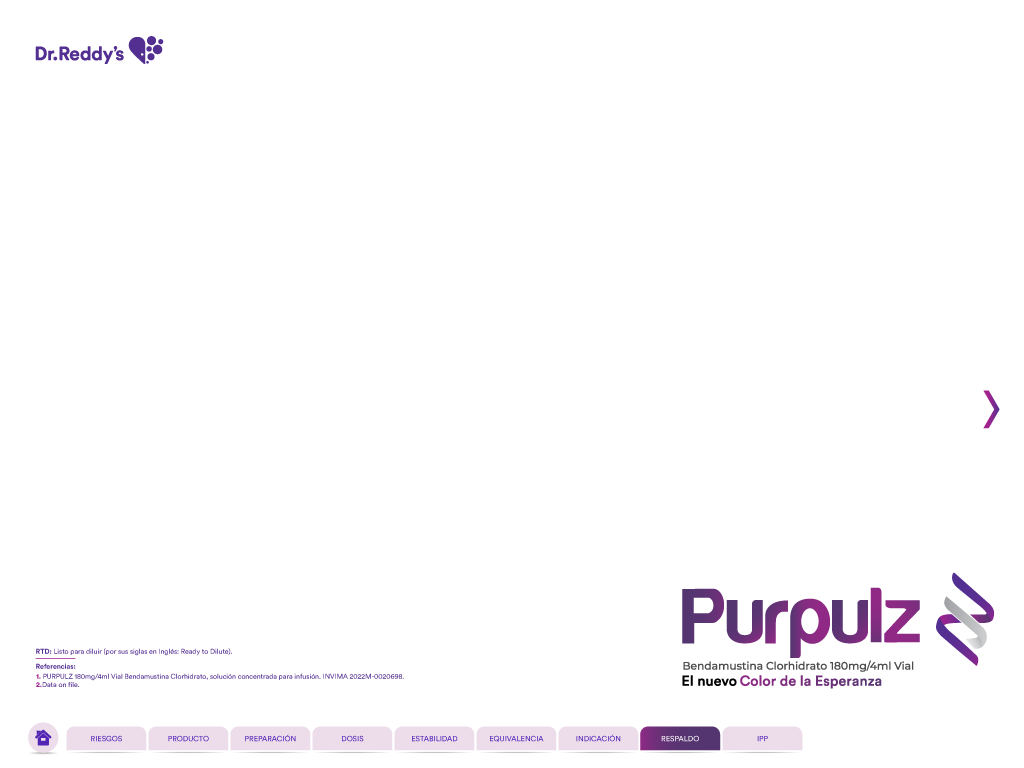 Dr.Reddy's
Purpulz
Bendamustina Clorhidrato 180mg/4ml Vial
El nuevo Color de la Esperanza
RTD: Listo para diluir (por sus siglas en Inglés: Ready to Dilute).
Referencias:
1. PURPULZ 180mg/4ml Vial Bendamustina Clorhidrato, solución concentrada para infusión. INVIMA 2022M-0020698.
2.Data on file.
RIESGOS PRODUCTO PREPARACIÓN DOSIS ESTABILIDAD EQUIVALENCIA INDICACIÓN RESPALDO IPP